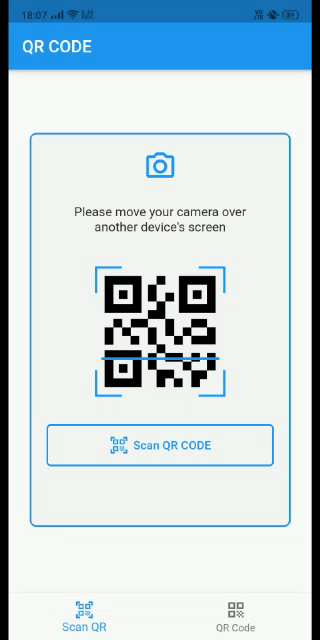 18:07
QR CODE
Please move your camera over
another device's screen
Scan QR CODE
Scan QR
QR Code